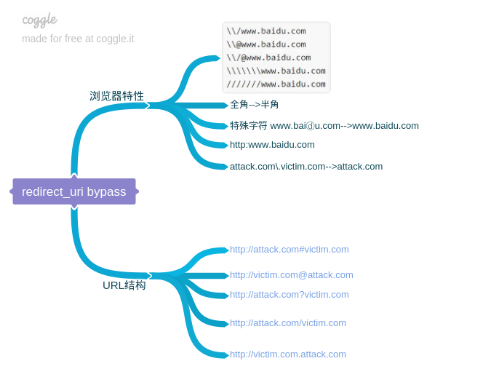 coggle
made for free at coggle.it
\\/www.baidu.com
\\@www.baidu.com
\\/@www.baidu.com
\\\\\\\www.baidu.com
///////www.baidu.com
浏览器特性
全角-->半角
特殊字符 www.baiⓓu.com-->www.baidu.com
http:www.baidu.com
attack.com\.victim.com-->attack.com
redirect_uri bypass
URL结构
http://attack.com#victim.com
http://victim.com@attack.com
http://attack.com?victim.com
http://attack.com/victim.com
http://victim.com.attack.com